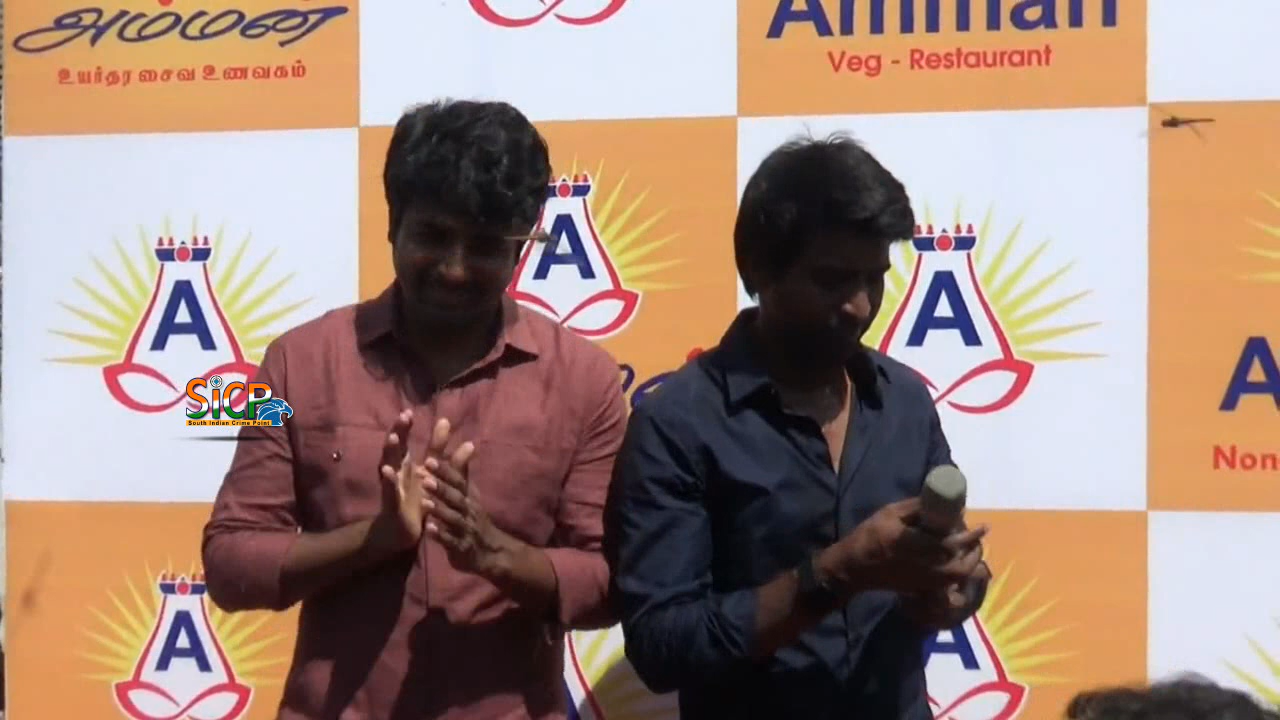 அம்மன்
உயர்தர சைவ உணவகம்
Amman
Veg - Restaurant
A
A
A
A
Non-
A
A
SiCP
South Indian Crime Point